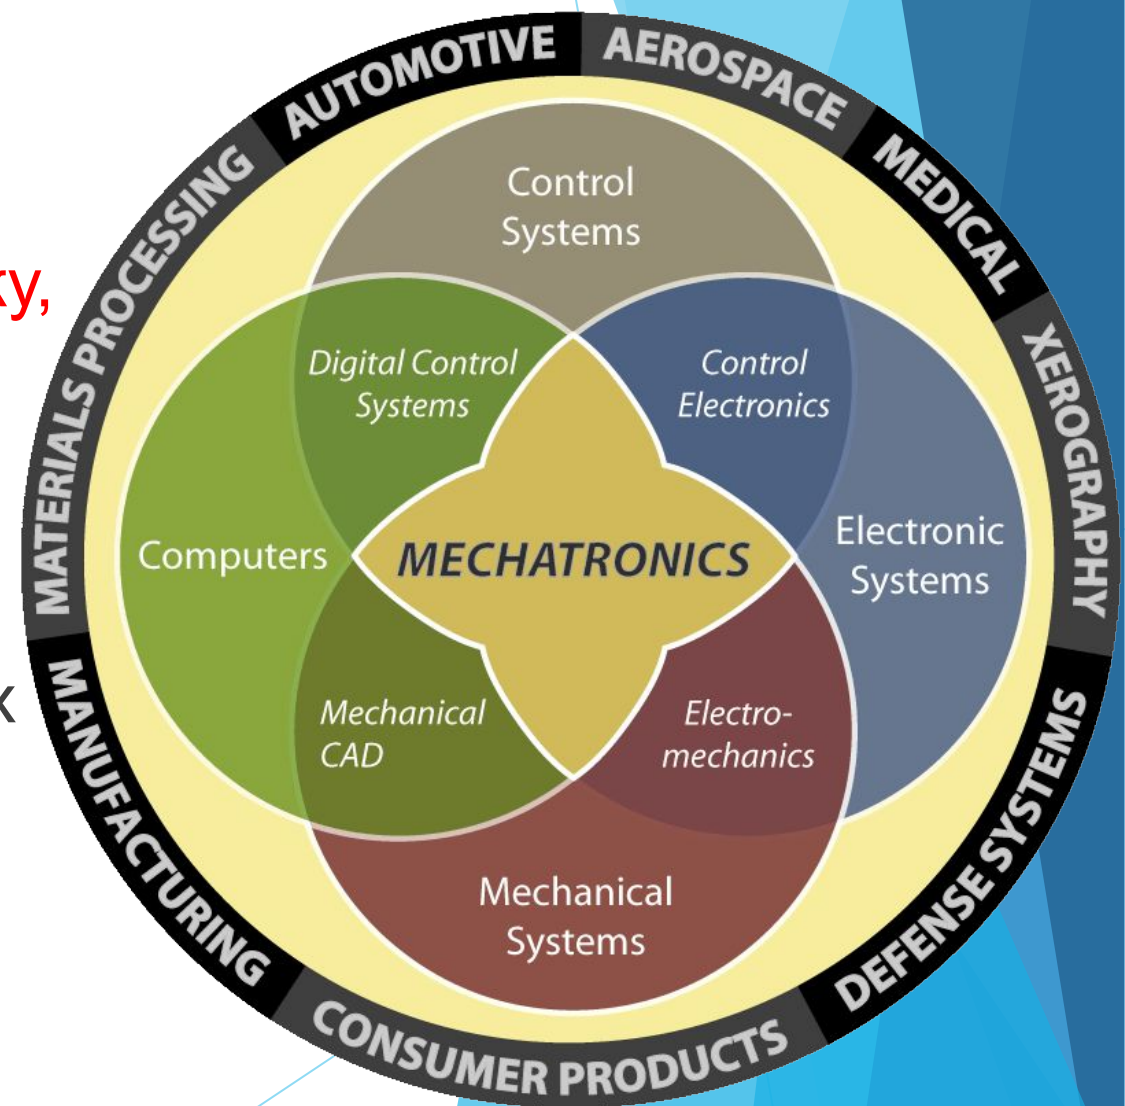 AUTOMOTIVE
AEROSPACE
MEDICAL
XEROGRAPHY
DEFENSE SYSTEMS
CONSUMER PRODUCTS
MANUFACTURING
MATERIALS PROCESSING
Control
Systems
Digital Control
Systems
Control
Electronics
Computers
MECHATRONICS
Electronic
Systems
Mechanical
CAD
Electro-
mechanics
Mechanical
Systems
ky,
x